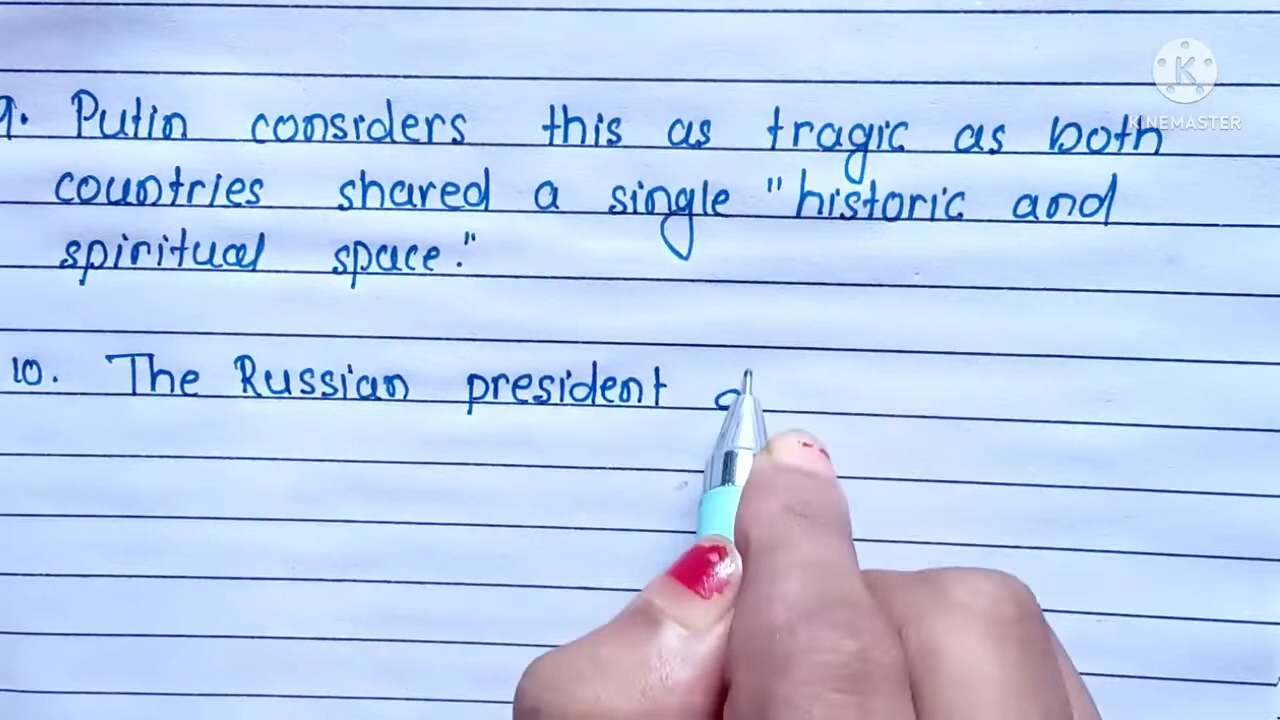 9. Putin considers this as tragic as both
countries shared a single "historic and
spiritual space."
10. The Russian president
K
KINEMASTER